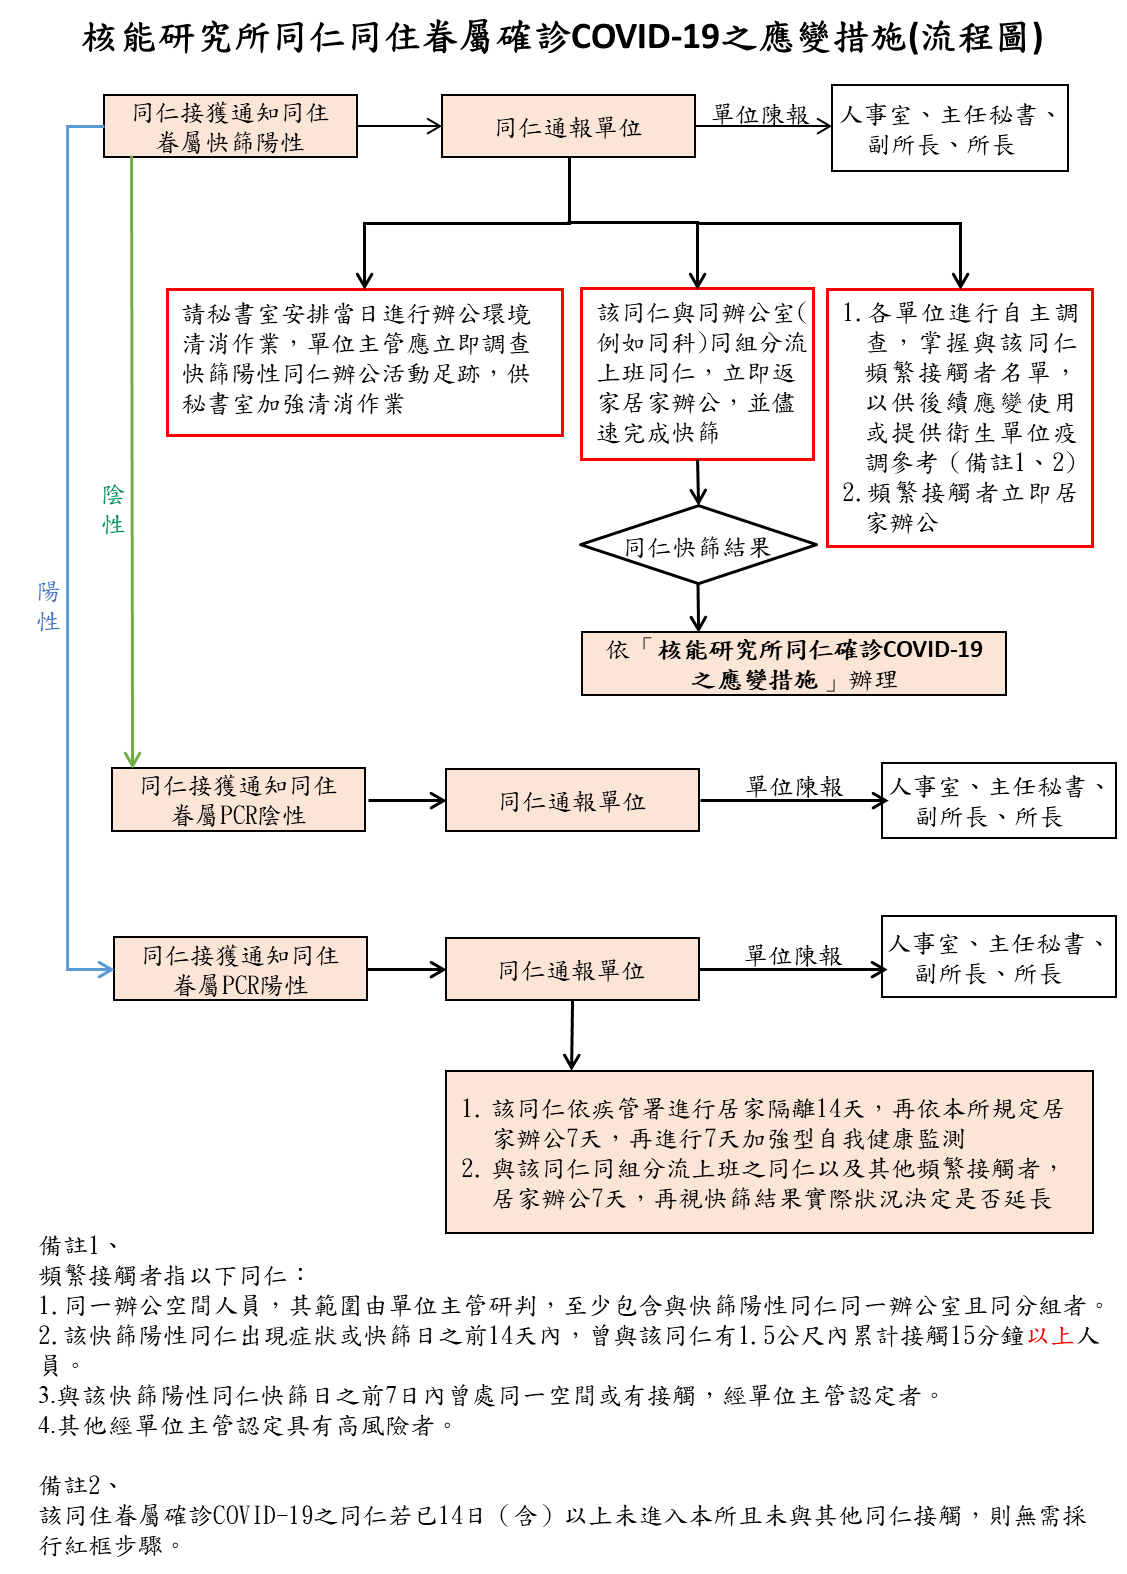 核能研究所同仁同住眷屬確診COVID-19之應變措施(流程圖)
同仁接獲通知同住
眷屬快篩陽性
同仁通報單位
單位陳報
人事室、主任秘書、
副所長、所長
請秘書室安排當日進行辦公環境
清消作業，單位主管應立即調查
快篩陽性同仁辦公活動足跡，供
秘書室加強清消作業
該同仁與同辦公室(
例如同科)同組分流
上班同仁，立即返
家居家辦公，並儘
速完成快篩
1. 各單位進行自主調
查，掌握與該同仁
頻繁接觸者名單，
以供後續應變使用
或提供衛生單位疫
調參考（備註1、2）
2. 頻繁接觸者立即居
家辦公
陰
性
陽
性
同仁快篩結果
依「核能研究所同仁確診COVID-19
之應變措施」辦理
同仁接獲通知同住
眷屬PCR陰性
同仁通報單位
單位陳報
人事室、主任秘書、
副所長、所長
同仁接獲通知同住
眷屬PCR陽性
同仁通報單位
單位陳報
人事室、主任秘書、
副所長、所長
1. 該同仁依疾管署進行居家隔離14天，再依本所規定居
家辦公7天，再進行7天加強型自我健康監測
2. 與該同仁同組分流上班之同仁以及其他頻繁接觸者，
居家辦公7天，再視快篩結果實際狀況決定是否延長
備註1、
頻繁接觸者指以下同仁：
1. 同一辦公空間人員，其範圍由單位主管研判，至少包含與快篩陽性同仁同一辦公室且同分組者。
2. 該快篩陽性同仁出現症狀或快篩日之前14天內，曾與該同仁有1.5公尺內累計接觸15分鐘以上人
員。
3.與該快篩陽性同仁快篩日之前7日內曾處同一空間或有接觸，經單位主管認定者。
4.其他經單位主管認定具有高風險者。
備註2、
該同住眷屬確診COVID-19之同仁若已14日（含）以上未進入本所且未與其他同仁接觸，則無需採
行紅框步驟。